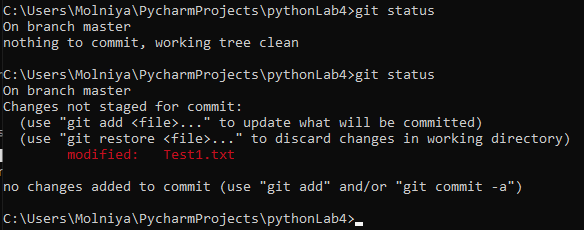 C:\Users\Molniya\PycharmProjects\pythonLab4>git status
On branch master
nothing to commit, working tree clean
C:\Users\Molniya\PycharmProjects\pythonLab4>git status
On branch master
Changes not staged for commit:
  (use "git add <file>..." to update what will be committed)
  (use "git restore <file>..." to discard changes in working directory)
        modified:   Test1.txt
no changes added to commit (use "git add" and/or "git commit -a")
C:\Users\Molniya\PycharmProjects\pythonLab4>